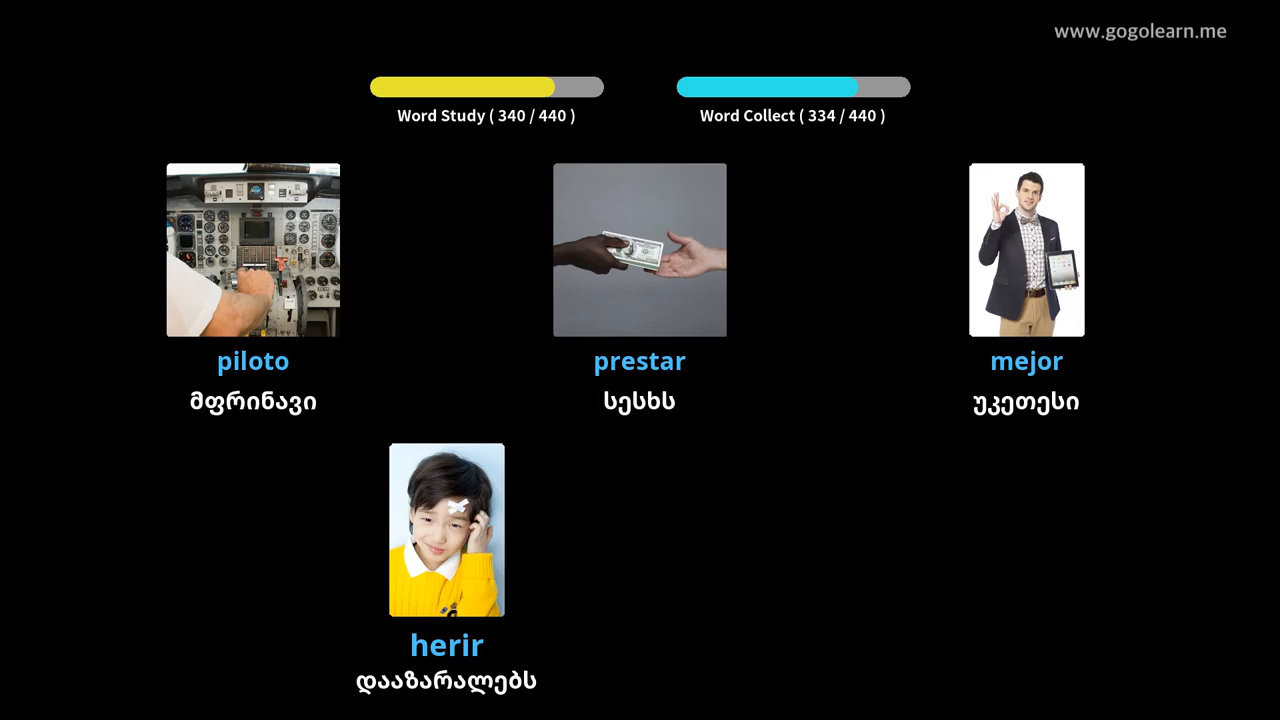 www.gogolearn.me
Word Study ( 340 / 440 )
Word Collect ( 334 / 440 )
piloto
prestar
mejor
მფრინავი
სესხს
უკეთესი
herir
დააზარალებს